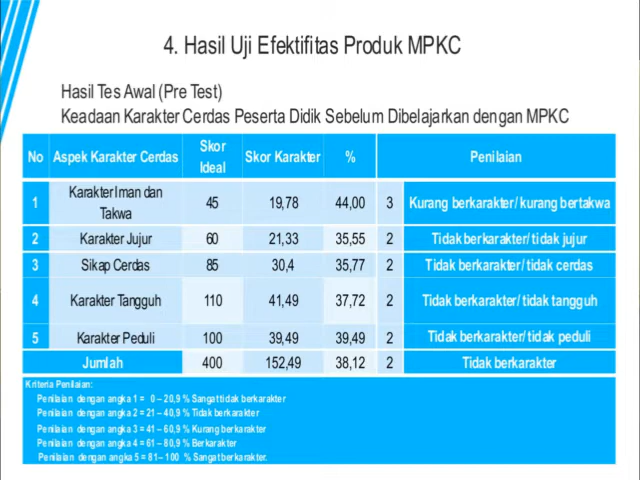 4. Hasil Uji Efektifitas Produk MPKC
Hasil Tes Awal (Pre Test)
Keadaan Karakter Cerdas Peserta Didik Sebelum Dibelajarkan dengan MPKC
No Aspek Karakter Cerdas Skor Ideal Skor Karakter % Penilaian
1 Karakter Iman dan Takwa 45 19,78 44,00 3 Kurang berkarakter/ kurang bertakwa
2 Karakter Jujur 60 21,33 35,55 2 Tidak berkarakter/ tidak jujur
3 Sikap Cerdas 85 30,4 35,77 2 Tidak berkarakter/ tidak cerdas
4 Karakter Tangguh 110 41,49 37,72 2 Tidak berkarakter/ tidak tangguh
5 Karakter Peduli 100 39,49 39,49 2 Tidak berkarakter/ tidak peduli
Jumlah 400 152,49 38,12 2 Tidak berkarakter
Kriteria Penilaian:
Penilaian dengan angka 1 = 0 – 20,9 % Sangat tidak berkarakter
Penilaian dengan angka 2 = 21 – 40,9 % Tidak berkarakter
Penilaian dengan angka 3 = 41 – 60,9 % Kurang berkarakter
Penilaian dengan angka 4 = 61 – 80,9 % Berkarakter
Penilaian dengan angka 5 = 81 – 100 % Sangat berkarakter.